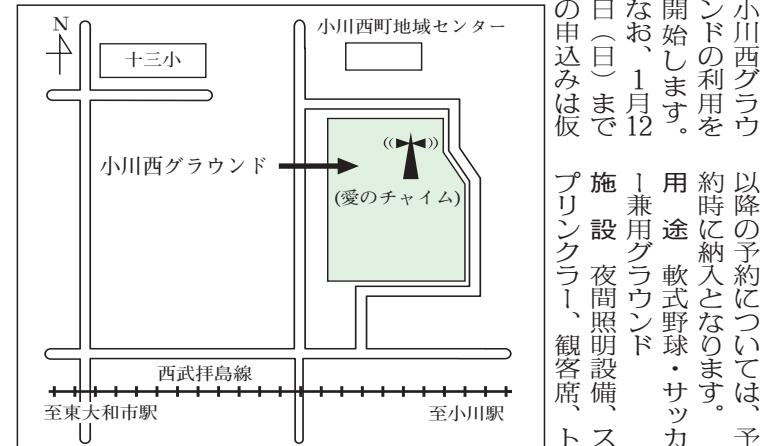 小川西グラウ
ンドの利用を
開始します。
なお、1月12
日(日)まで
の申込みは仮
以降の予約については、予
約時に納入となります。
用 途 軟式野球・サッカ
ー兼用グラウンド
施 設 夜間照明設備、ス
プリンクラー、観客席、ト
N
十三小
小川西町地域センター
小川西グラウンド
(愛のチャイム)
西武拝島線
至東大和市駅
至小川駅